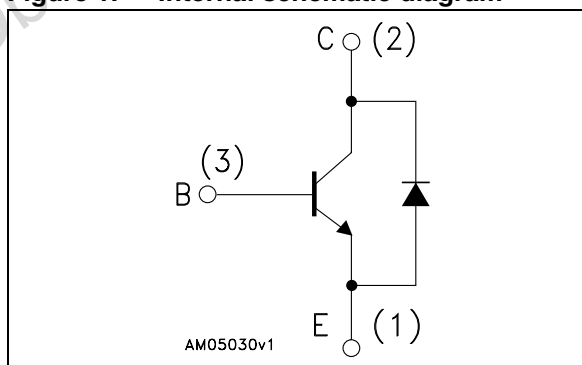 Figure 1. Internal schematic diagram
C (2)
(3)
B
E (1)
AM05030v1